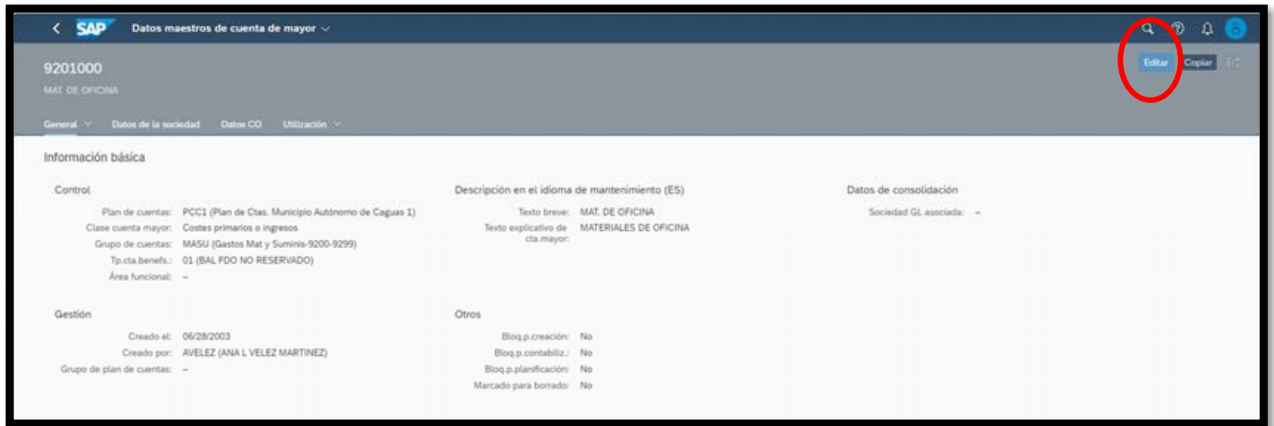 SAP Datos maestros de cuenta de mayor
9201000
Editar Copiar
MAT. DE OFICINA
General Datos de la sociedad Datos CO Utilización
Información básica
Control
Plan de cuentas: PCC1 (Plan de Ctas. Municipio Autónomo de Caguas 1)
Clase cuenta mayor: Costes primarios o ingresos
Grupo de cuentas: MASU (Gastos Mat y Suminis-9200-9299)
Tp.cta.benefs.: 01 (BAL FDO NO RESERVADO)
Área funcional: –
Descripción en el idioma de mantenimiento (ES)
Texto breve: MAT. DE OFICINA
Texto explicativo de MATERIALES DE OFICINA
cta.mayor:
Datos de consolidación
Sociedad GL asociada: –
Gestión
Creado el: 06/28/2003
Creado por: AVELEZ (ANA L VELEZ MARTINEZ)
Grupo de plan de cuentas: –
Otros
Bloq.p.creación: No
Bloq.p.contabiliz.: No
Bloq.p.planificación: No
Marcado para borrado: No